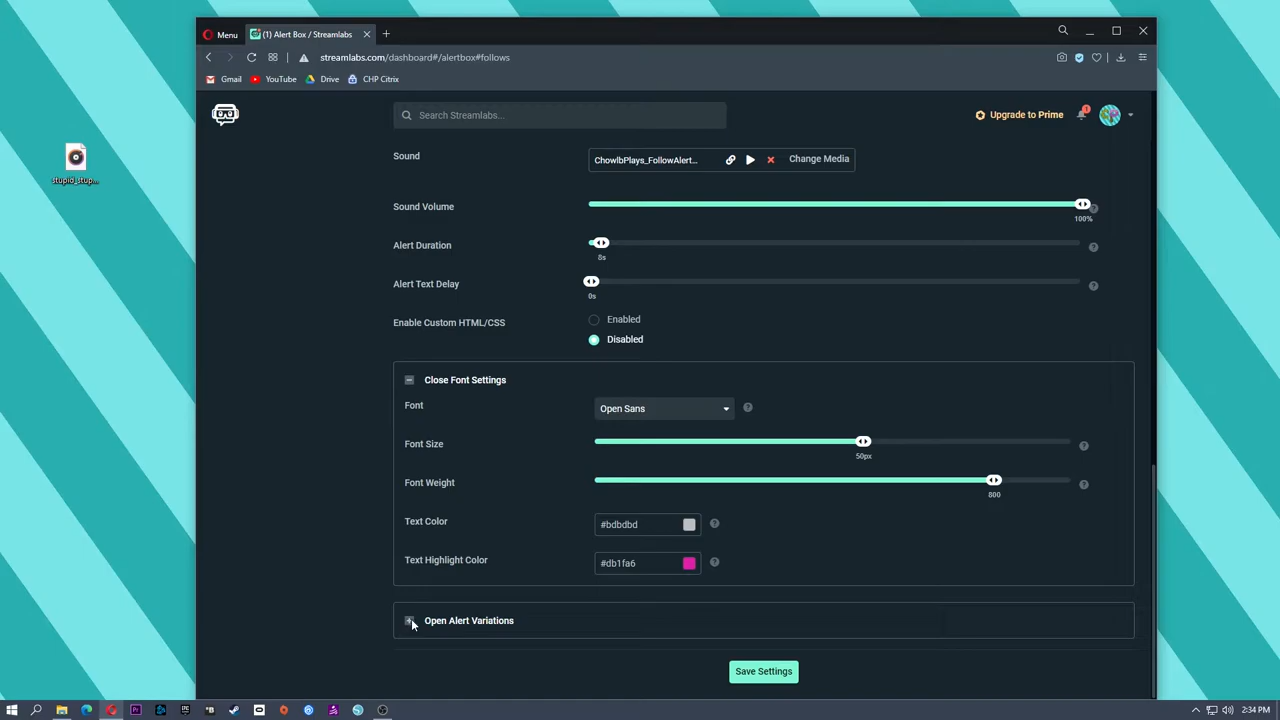 Menu
(1) Alert Box / Streamlabs
streamlabs.com/dashboard#/alertbox#follows
Gmail
YouTube
Drive
CHP Citrix
Search Streamlabs...
Upgrade to Prime
1
stupid_stup...
Sound
ChowlbPlays_FollowAlert...
Change Media
Sound Volume
100%
Alert Duration
8s
Alert Text Delay
0s
Enable Custom HTML/CSS
Enabled
Disabled
Close Font Settings
Font
Open Sans
Font Size
50px
Font Weight
800
Text Color
#bdbdbd
Text Highlight Color
#db1fa6
Open Alert Variations
Save Settings
2:34 PM